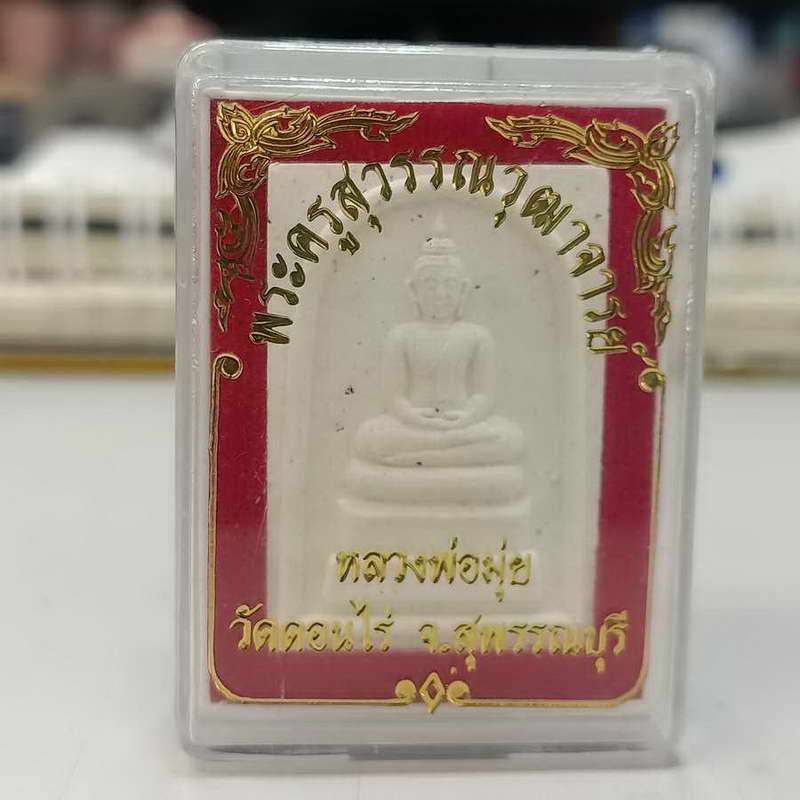 พระครูสุวรรณวุฒาจารย์
หลวงพ่อมุ่ย
วัดดอนไร่ จ.สุพรรณบุรี